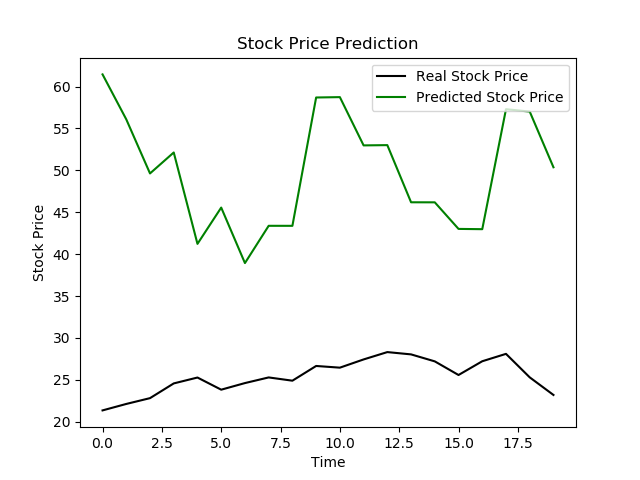 Stock Price Prediction
Real Stock Price
Predicted Stock Price
Stock Price
60
55
50
45
40
35
30
25
20
0.0 2.5 5.0 7.5 10.0 12.5 15.0 17.5
Time